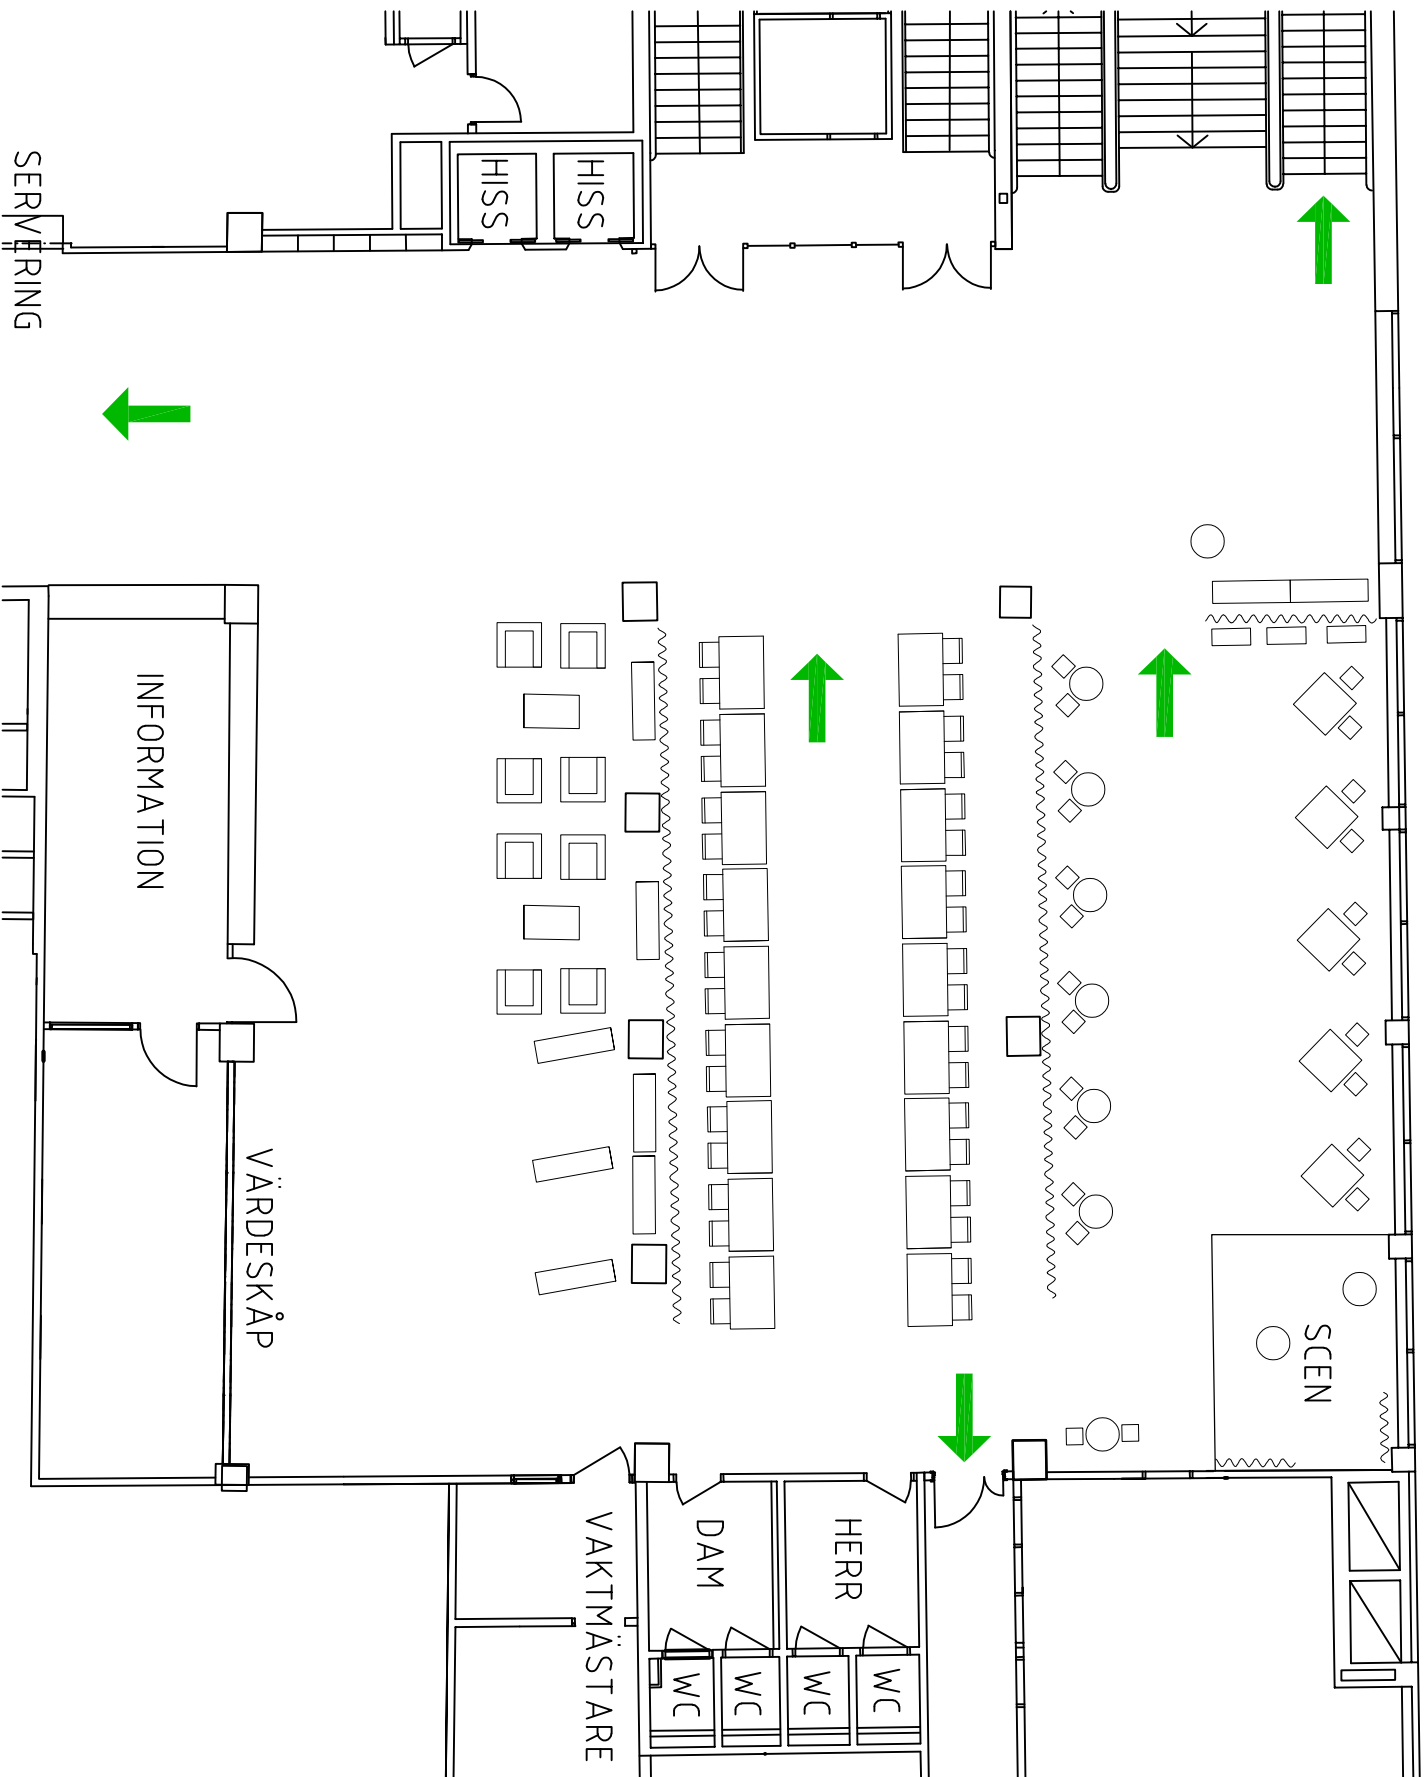 HISS
HISS
SERVERING
INFORMATION
VÄRDESKÅP
SCEN
VAKTMÄSTARE
DAM
HERR
WC
WC
WC
WC